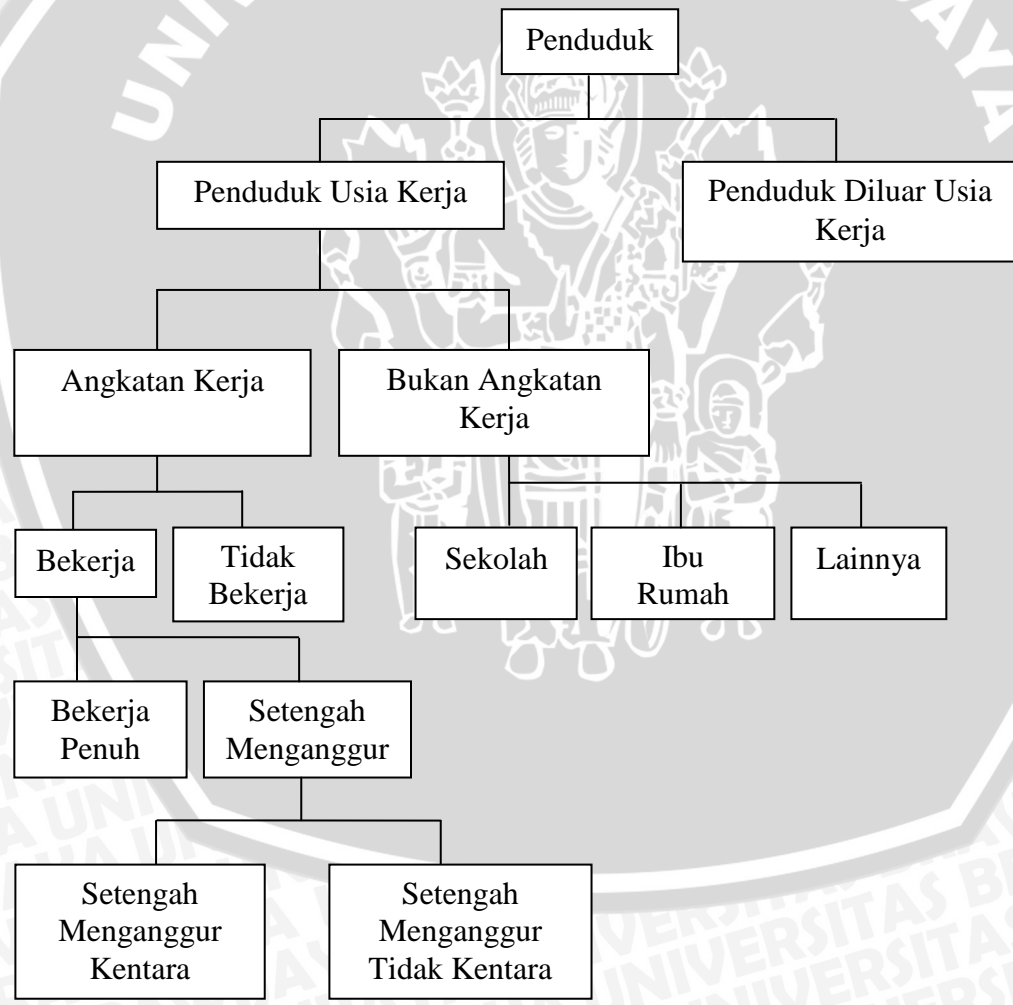 Penduduk
Penduduk Usia Kerja
Penduduk Diluar Usia
Kerja
Angkatan Kerja
Bukan Angkatan
Kerja
Bekerja
Tidak
Bekerja
Sekolah
Ibu
Rumah
Lainnya
Bekerja
Penuh
Setengah
Menganggur
Setengah
Menganggur
Kentara
Setengah
Menganggur
Tidak Kentara